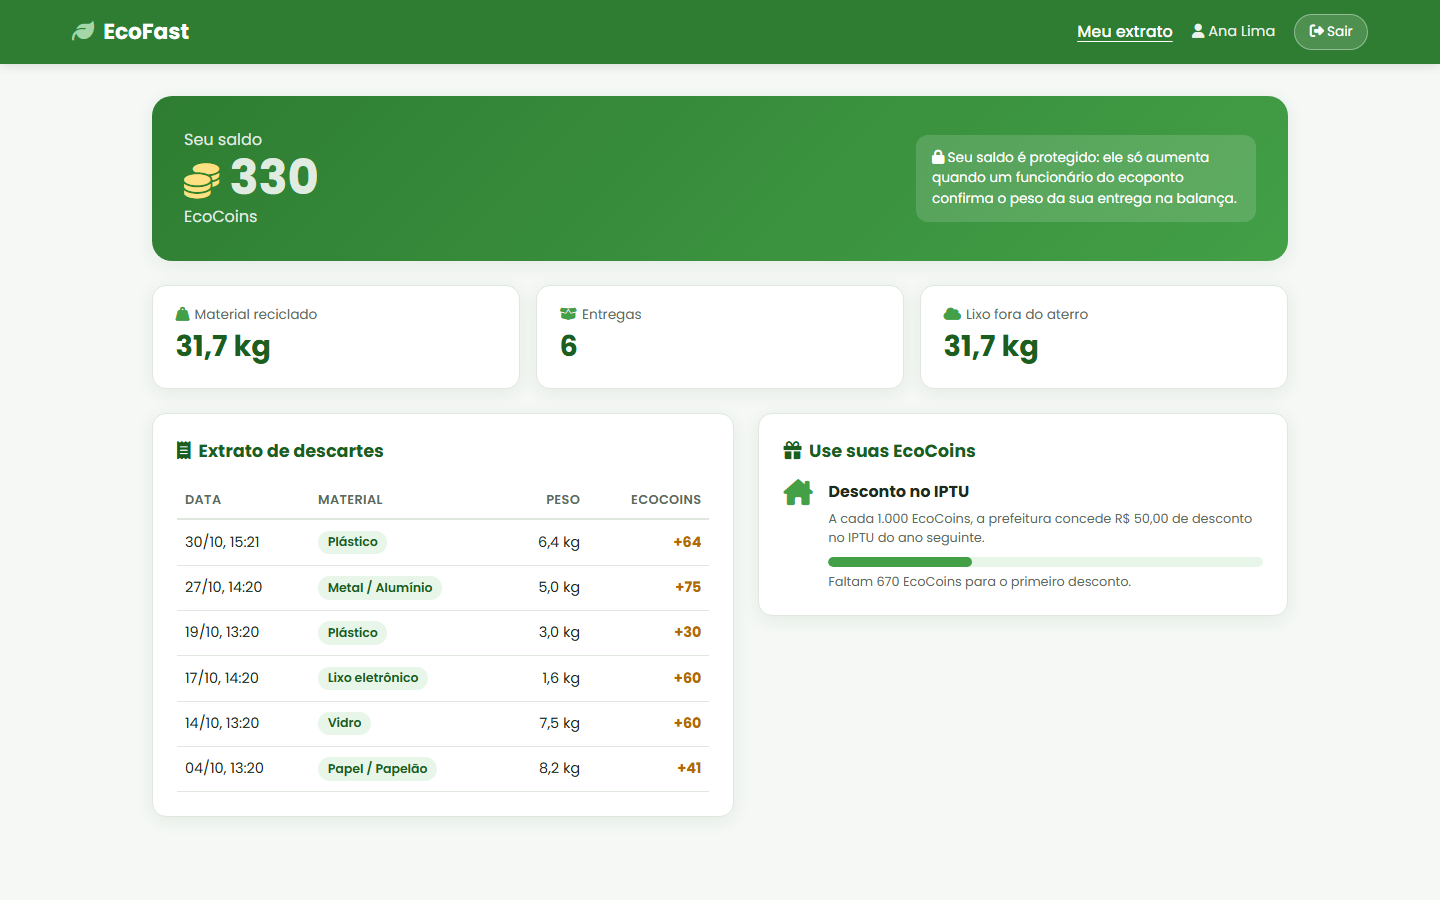 EcoFast
Meu extrato
Ana Lima
Sair
Seu saldo
330
EcoCoins
Seu saldo é protegido: ele só aumenta
quando um funcionário do ecoponto
confirma o peso da sua entrega na balança.
Material reciclado
31,7 kg
Entregas
6
Lixo fora do aterro
31,7 kg
Extrato de descartes
DATA MATERIAL PESO ECOCOINS
30/10, 15:21 Plástico 6,4 kg +64
27/10, 14:20 Metal / Alumínio 5,0 kg +75
19/10, 13:20 Plástico 3,0 kg +30
17/10, 14:20 Lixo eletrônico 1,6 kg +60
14/10, 13:20 Vidro 7,5 kg +60
04/10, 13:20 Papel / Papelão 8,2 kg +41
Use suas EcoCoins
Desconto no IPTU
A cada 1.000 EcoCoins, a prefeitura concede R$ 50,00 de desconto
no IPTU do ano seguinte.
Faltam 670 EcoCoins para o primeiro desconto.